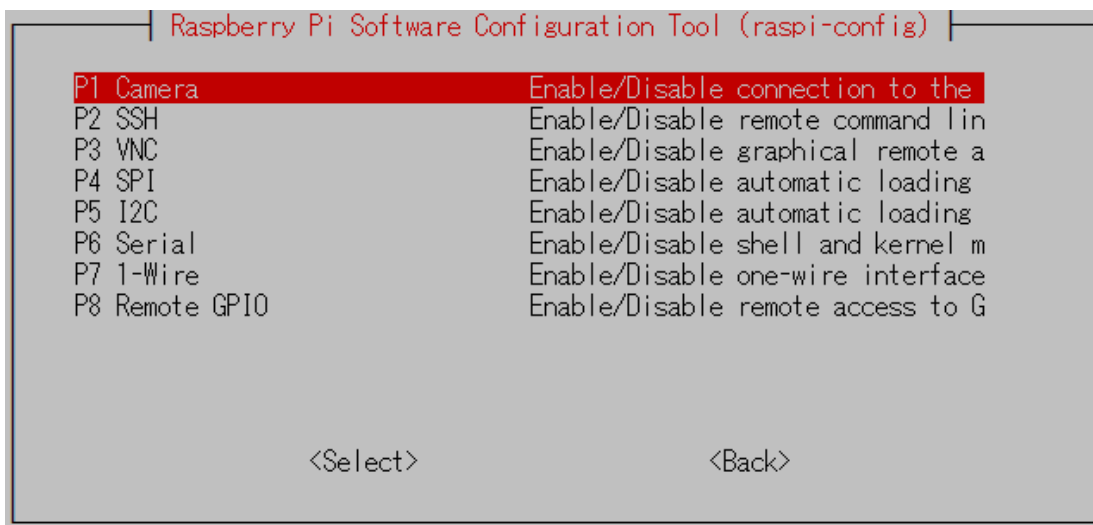 Raspberry Pi Software Configuration Tool (raspi-config)
P1 Camera Enable/Disable connection to the
P2 SSH Enable/Disable remote command lin
P3 VNC Enable/Disable graphical remote a
P4 SPI Enable/Disable automatic loading
P5 I2C Enable/Disable automatic loading
P6 Serial Enable/Disable shell and kernel m
P7 1-Wire Enable/Disable one-wire interface
P8 Remote GPIO Enable/Disable remote access to G
<Select> <Back>